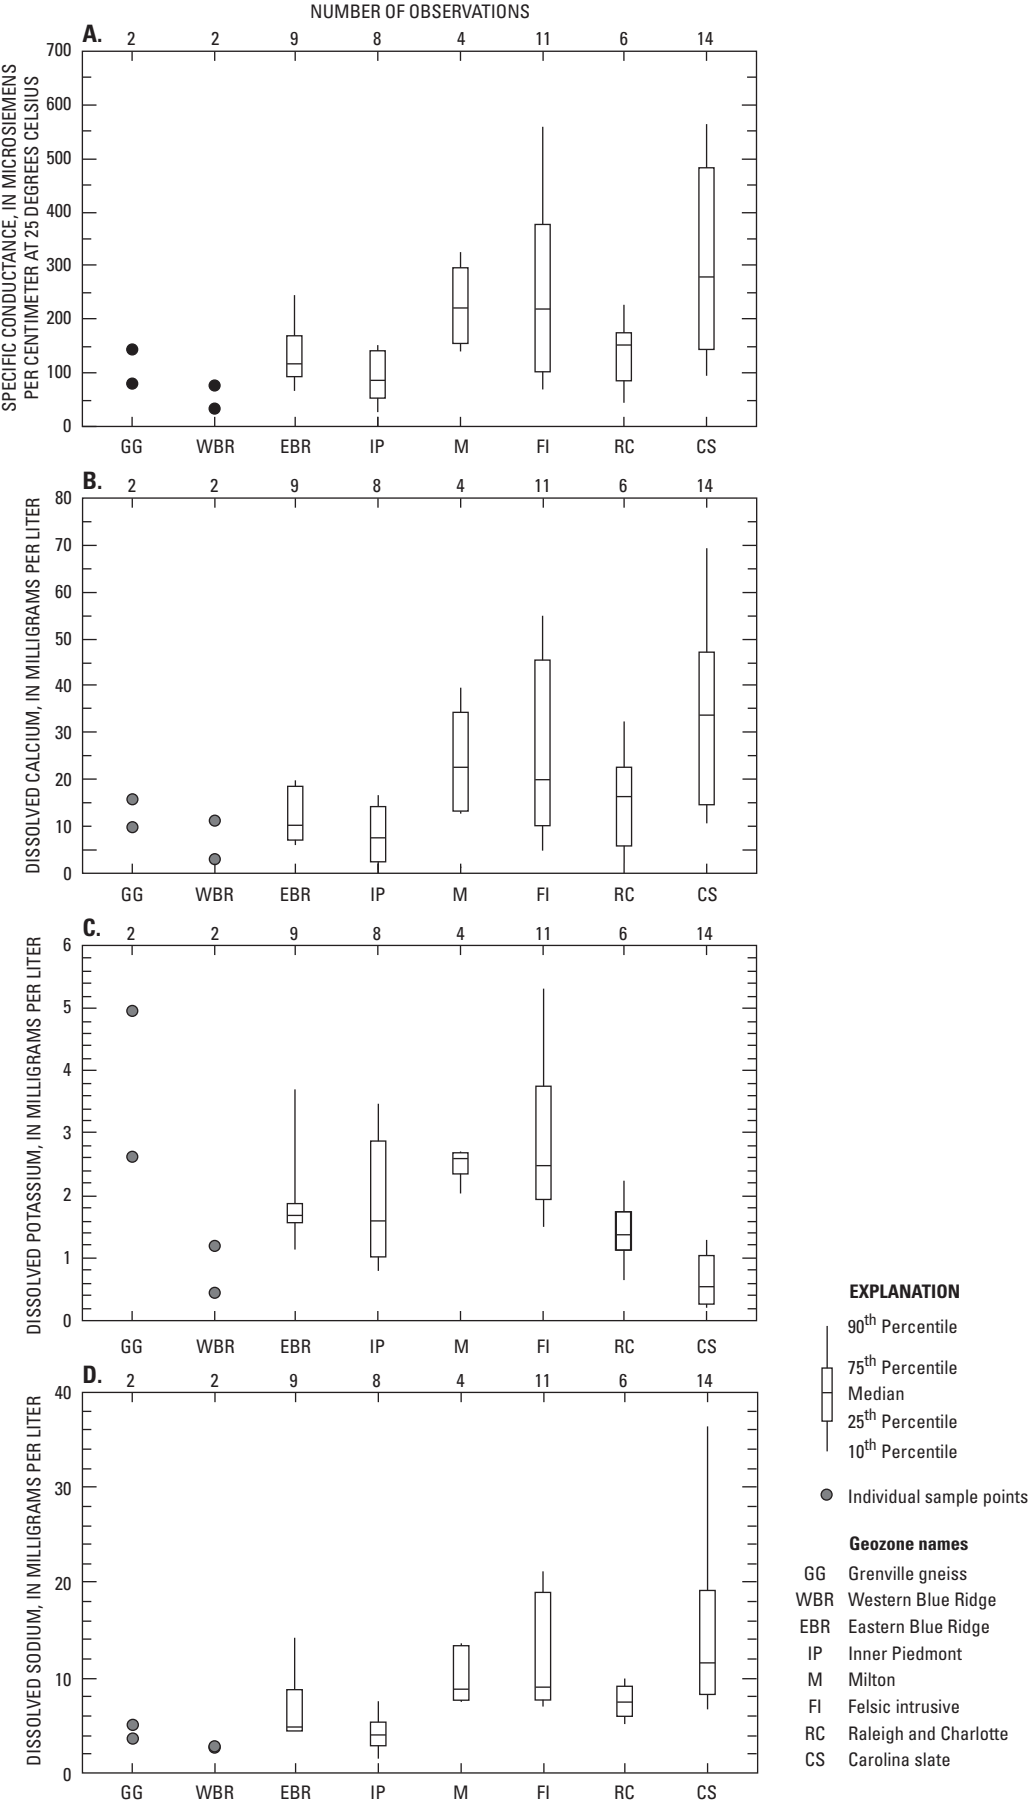 NUMBER OF OBSERVATIONS
A.
2 2 9 8 4 11 6 14
SPECIFIC CONDUCTANCE, IN MICROSIEMENS
PER CENTIMETER AT 25 DEGREES CELSIUS
700
600
500
400
300
200
100
0
GG WBR EBR IP M FI RC CS
B.
2 2 9 8 4 11 6 14
DISSOLVED CALCIUM, IN MILLIGRAMS PER LITER
80
70
60
50
40
30
20
10
0
GG WBR EBR IP M FI RC CS
C.
2 2 9 8 4 11 6 14
DISSOLVED POTASSIUM, IN MILLIGRAMS PER LITER
6
5
4
3
2
1
0
GG WBR EBR IP M FI RC CS
D.
2 2 9 8 4 11 6 14
DISSOLVED SODIUM, IN MILLIGRAMS PER LITER
40
30
20
10
0
GG WBR EBR IP M FI RC CS
EXPLANATION
90th Percentile
75th Percentile
Median
25th Percentile
10th Percentile
Individual sample points
Geozone names
GG Grenville gneiss
WBR Western Blue Ridge
EBR Eastern Blue Ridge
IP Inner Piedmont
M Milton
FI Felsic intrusive
RC Raleigh and Charlotte
CS Carolina slate